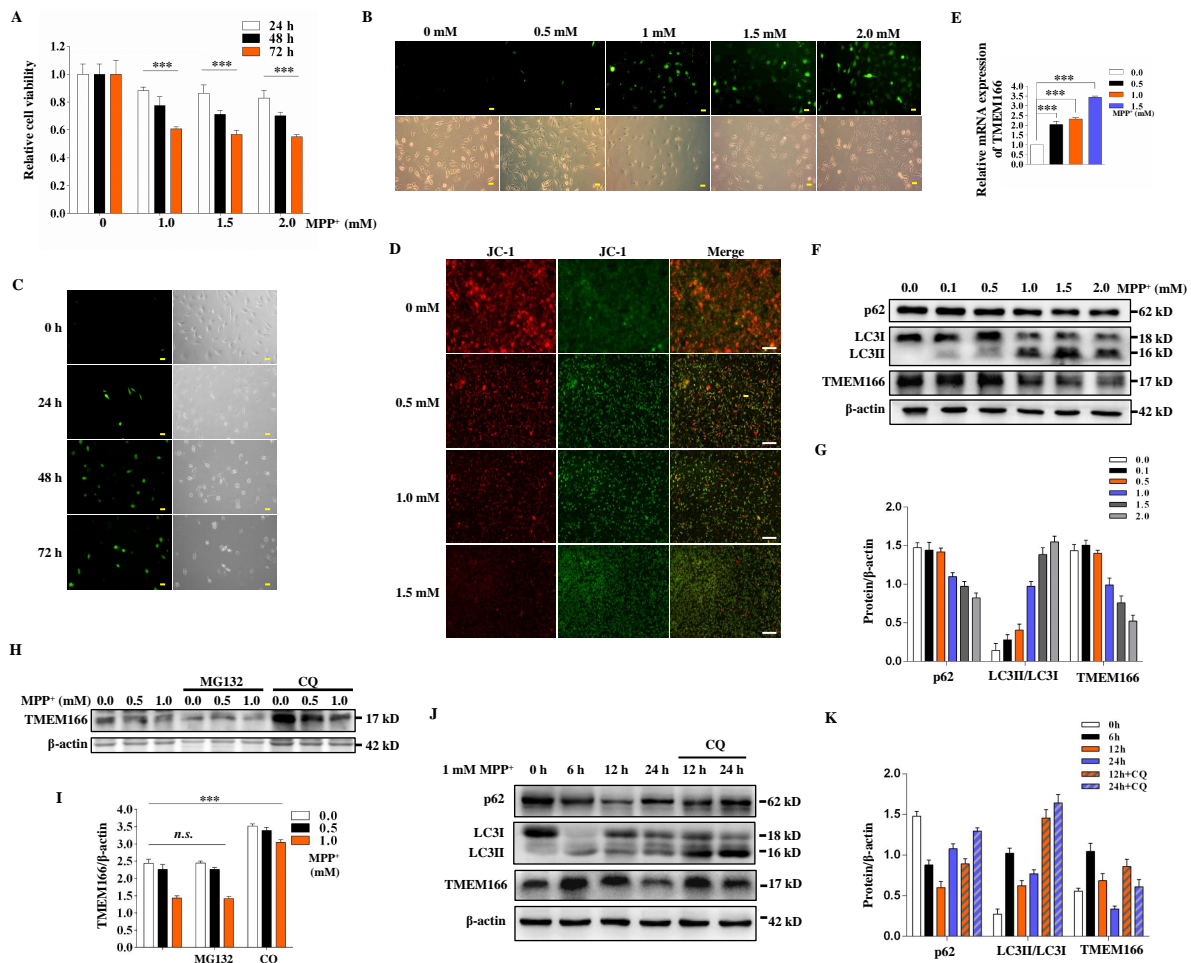 A
24 h
48 h
72 h
Relative cell viability
1.2
1.0
0.8
0.6
0.4
0.2
0.0
*** *** ***
0 1.0 1.5 2.0 MPP⁺ (mM)
B
0 mM 0.5 mM 1 mM 1.5 mM 2.0 mM
E
Relative mRNA expression
of TMEM166
4.0
3.5
3.0
2.5
2.0
1.5
1.0
0.5
0.0
***
***
***
0.0
0.5
1.0
1.5
MPP⁺ (mM)
C
0 h
24 h
48 h
72 h
D
JC-1 JC-1 Merge
0 mM
0.5 mM
1.0 mM
1.5 mM
F
0.0 0.1 0.5 1.0 1.5 2.0 MPP⁺ (mM)
p62 62 kD
LC3I 18 kD
LC3II 16 kD
TMEM166 17 kD
β-actin 42 kD
G
0.0
0.1
0.5
1.0
1.5
2.0
Protein/β-actin
2.0
1.5
1.0
0.5
0.0
p62 LC3II/LC3I TMEM166
H
MG132 CQ
MPP⁺ (mM) 0.0 0.5 1.0 0.0 0.5 1.0 0.0 0.5 1.0
TMEM166 17 kD
β-actin 42 kD
I
TMEM166/β-actin
4.0
3.5
3.0
2.5
2.0
1.5
1.0
0.5
0.0
***
n.s.
0.0
0.5
1.0
MPP⁺
(mM)
MG132 CQ
J
CQ
1 mM MPP⁺ 0 h 6 h 12 h 24 h 12 h 24 h
p62 62 kD
LC3I 18 kD
LC3II 16 kD
TMEM166 17 kD
β-actin 42 kD
K
0h
6h
12h
24h
12h+CQ
24h+CQ
Protein/β-actin
2.0
1.5
1.0
0.5
0.0
p62 LC3II/LC3I TMEM166